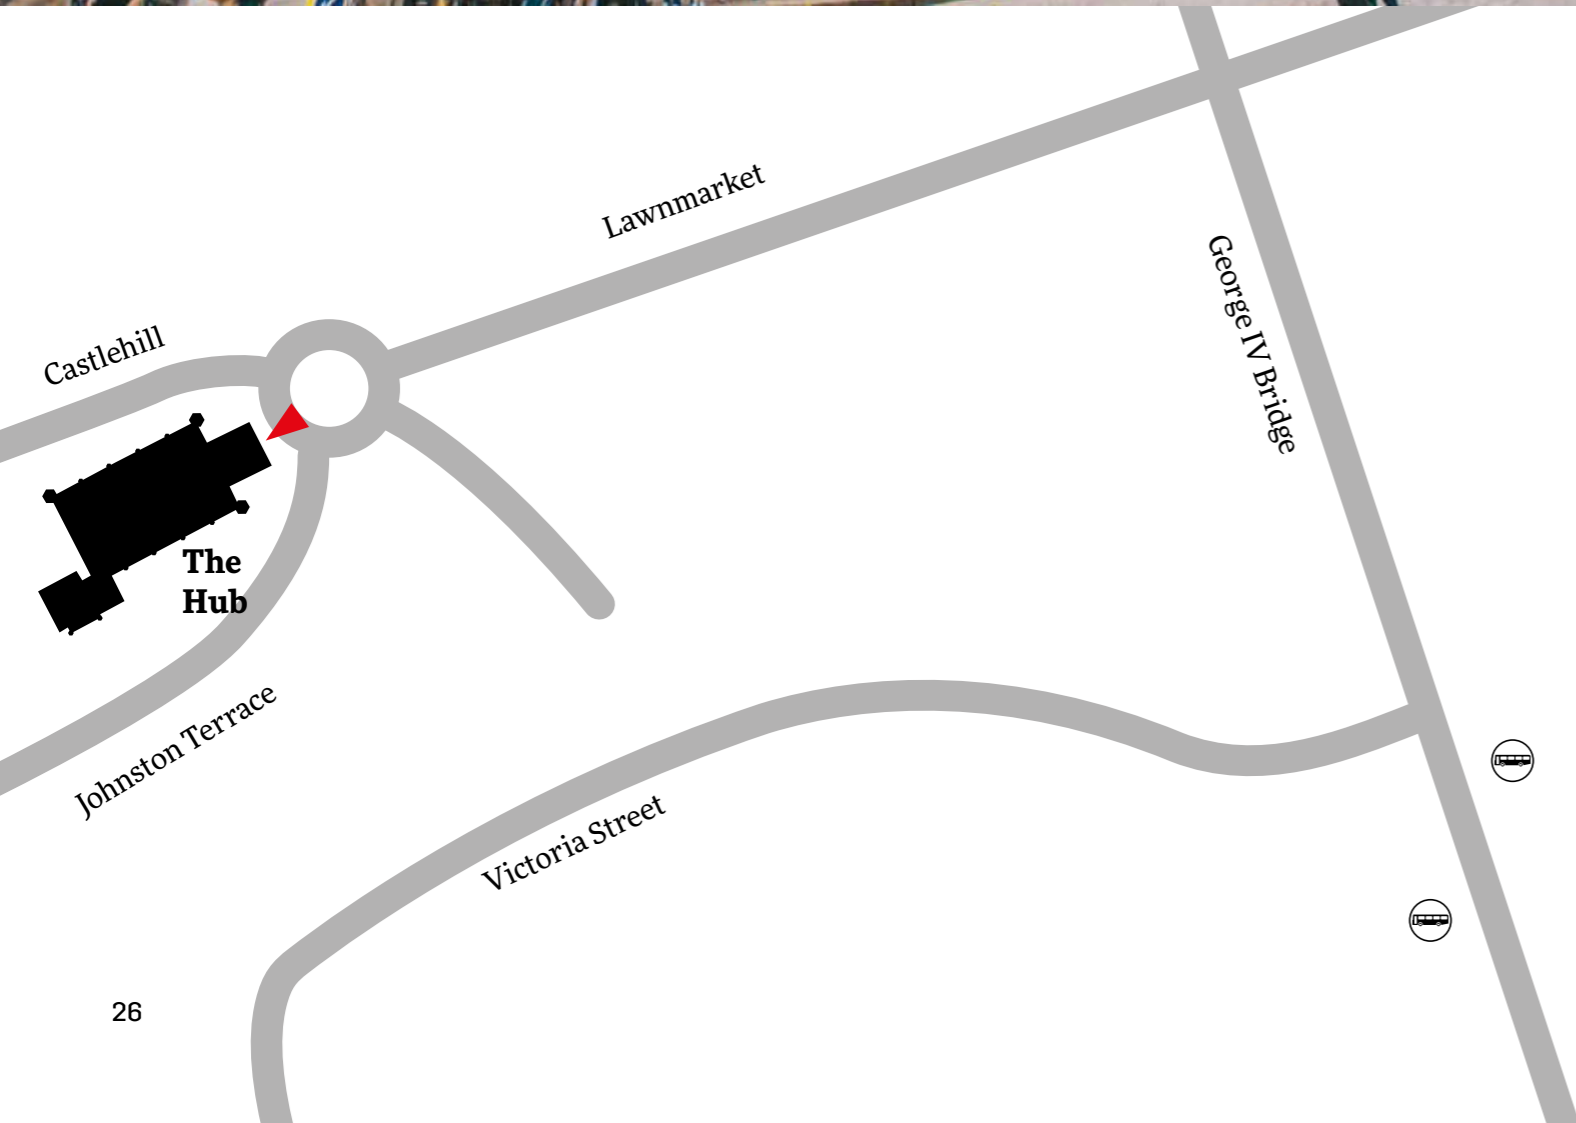 Lawnmarket
George IV Bridge
Castlehill
The
Hub
Johnston Terrace
Victoria Street
26